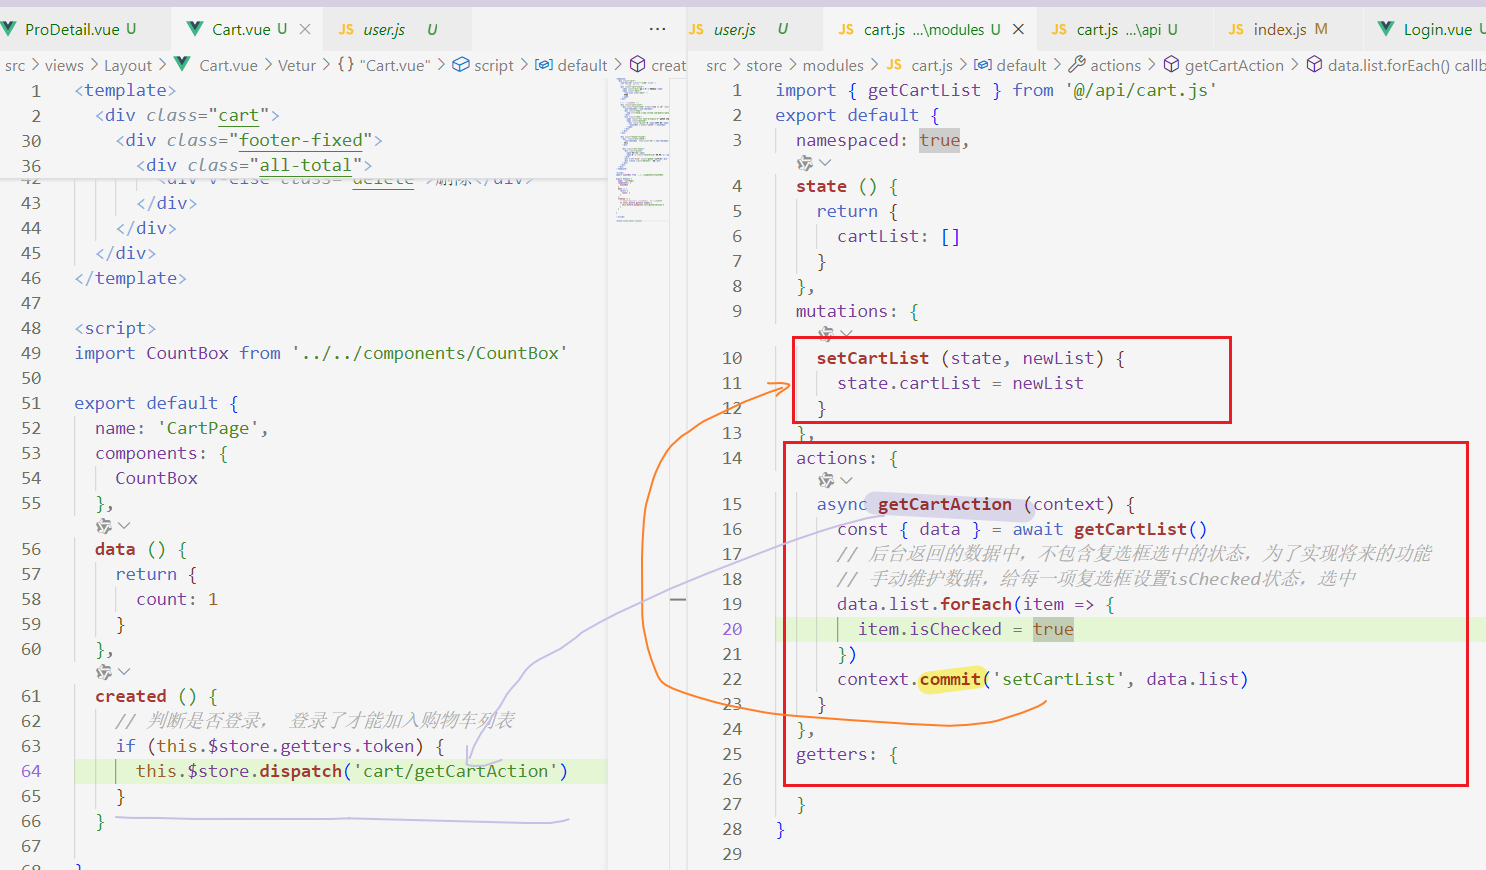 ProDetail.vue U
Cart.vue U
JS user.js U
...
src > views > Layout > Cart.vue > Vetur > {} "Cart.vue" > script > default > creat
1 <template>
2 <div class="cart">
30 <div class="footer-fixed">
36 <div class="all-total">
42 <div v-else class="delete">删除</div>
43 </div>
44 </div>
45 </div>
46 </template>
47
48 <script>
49 import CountBox from '../../components/CountBox'
50
51 export default {
52 name: 'CartPage',
53 components: {
54 CountBox
55 },
56 data () {
57 return {
58 count: 1
59 }
60 },
61 created () {
62 // 判断是否登录， 登录了才能加入购物车列表
63 if (this.$store.getters.token) {
64 this.$store.dispatch('cart/getCartAction')
65 }
66 }
67
68 }
JS user.js U
JS cart.js ...\modules U
JS cart.js ...\api U
JS index.js M
Login.vue U
src > store > modules > JS cart.js > default > actions > getCartAction > data.list.forEach() callb
1 import { getCartList } from '@/api/cart.js'
2 export default {
3 namespaced: true,
4 state () {
5 return {
6 cartList: []
7 }
8 },
9 mutations: {
10 setCartList (state, newList) {
11 state.cartList = newList
12 }
13 },
14 actions: {
15 async getCartAction (context) {
16 const { data } = await getCartList()
17 // 后台返回的数据中，不包含复选框选中的状态，为了实现将来的功能
18 // 手动维护数据，给每一项复选框设置isChecked状态，选中
19 data.list.forEach(item => {
20 item.isChecked = true
21 })
22 context.commit('setCartList', data.list)
23 }
24 },
25 getters: {
26
27 }
28 }
29